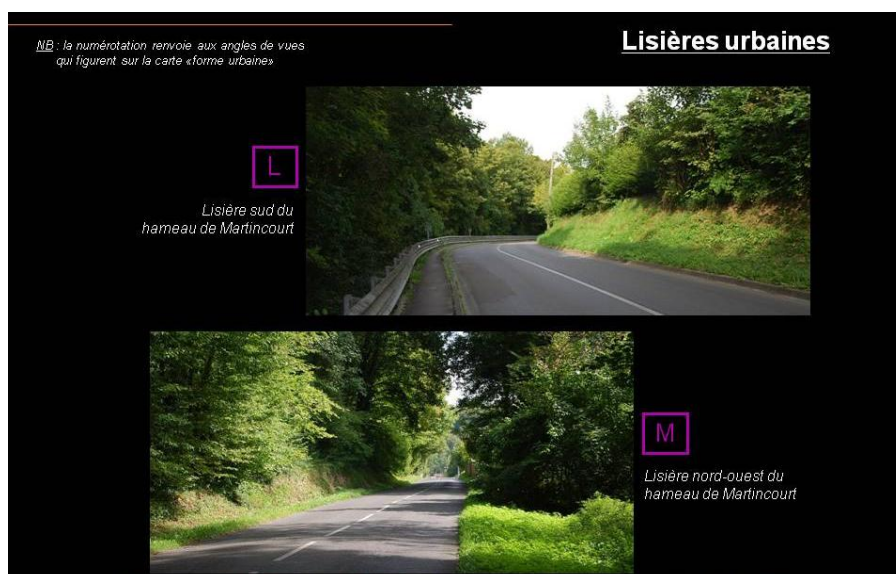 Lisières urbaines
NB : la numérotation renvoie aux angles de vues
qui figurent sur la carte «forme urbaine»
L
Lisière sud du
hameau de Martincourt
M
Lisière nord-ouest du
hameau de Martincourt